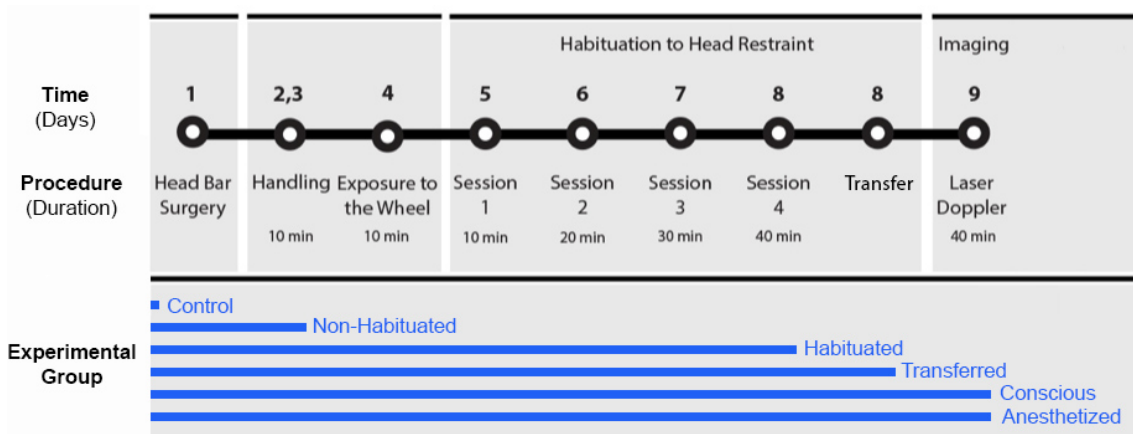 Habituation to Head Restraint Imaging
Time 1 2,3 4 5 6 7 8 8 9
(Days)
Procedure Head Bar Handling Exposure to Session Session Session Session Transfer Laser
(Duration) Surgery the Wheel 1 2 3 4 Doppler
10 min 10 min 10 min 20 min 30 min 40 min 40 min
Control
Non-Habituated
Experimental Habituated
Group Transferred
Conscious
Anesthetized